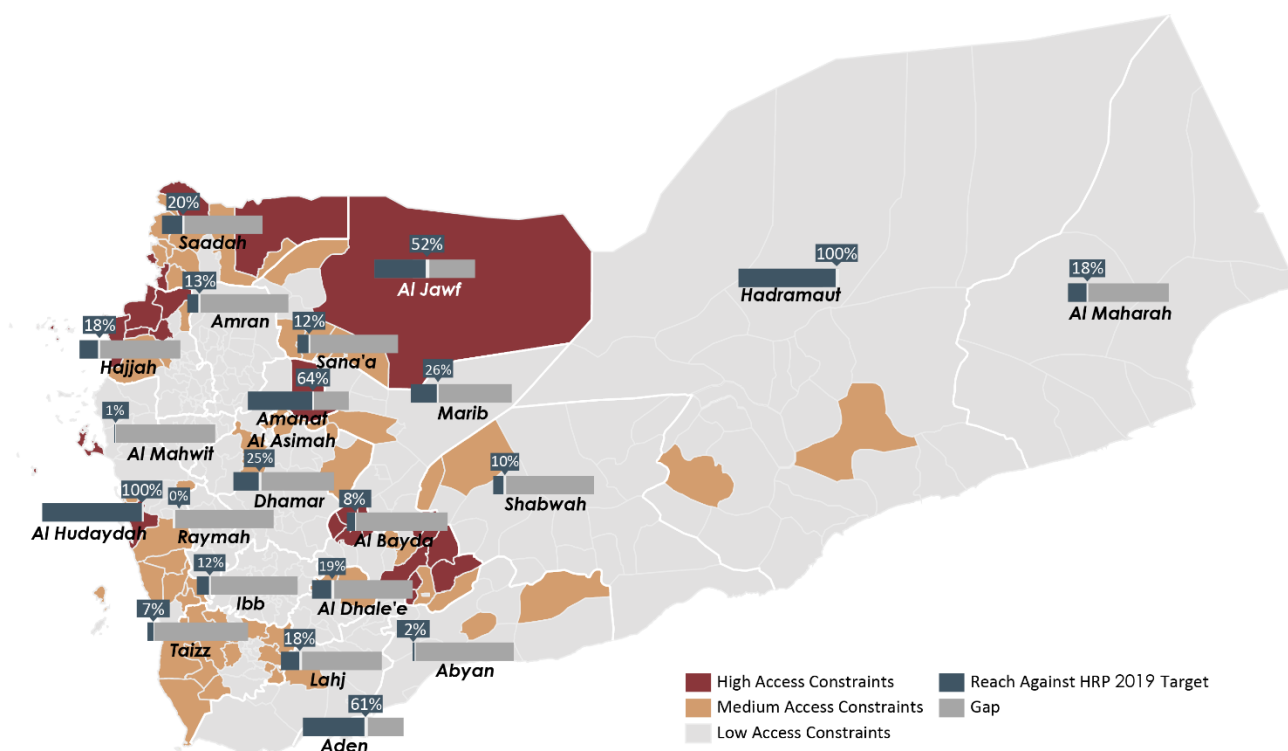 20%
Saadah
52%
Al Jawf
100%
Hadramaut
18%
Al Maharah
13%
Amran
12%
Sana'a
18%
Hajjah
64%
Amanat
Al Asimah
26%
Marib
1%
Al Mahwit
25%
Dhamar
10%
Shabwah
100%
Al Hudaydah
0%
Raymah
8%
Al Bayda
12%
Ibb
19%
Al Dhale'e
7%
Taizz
18%
Lahj
2%
Abyan
61%
Aden
High Access Constraints
Medium Access Constraints
Low Access Constraints
Reach Against HRP 2019 Target
Gap